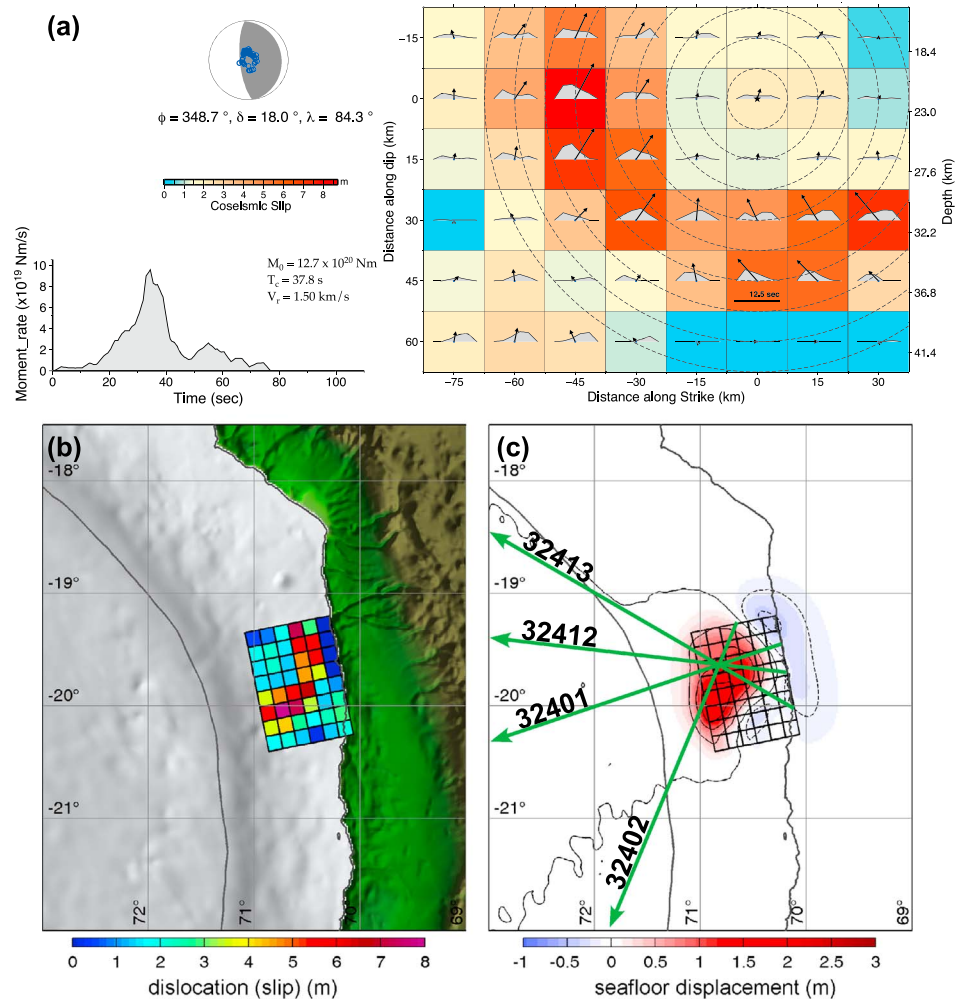 (a)
ϕ = 348.7 °, δ = 18.0 °, λ = 84.3 °
m
0 1 2 3 4 5 6 7 8
Coseismic Slip
Moment_rate (x10¹⁹ Nm/s)
10
8
6
4
2
0
M₀ = 12.7 x 10²⁰ Nm
T꜀ = 37.8 s
Vᵣ = 1.50 km/s
0 20 40 60 80 100
Time (sec)
Distance along dip (km)
−15
0
15
30
45
60
12.5 sec
Depth (km)
18.4
23.0
27.6
32.2
36.8
41.4
−75 −60 −45 −30 −15 0 15 30
Distance along Strike (km)
(b)
-18°
-19°
-20°
-21°
72°
71°
70°
69°
0 1 2 3 4 5 6 7 8
dislocation (slip) (m)
(c)
-18°
-19°
-20°
-21°
32413
32412
32401
32402
72°
71°
70°
69°
-1 -0.5 0 0.5 1 1.5 2 2.5 3
seafloor displacement (m)